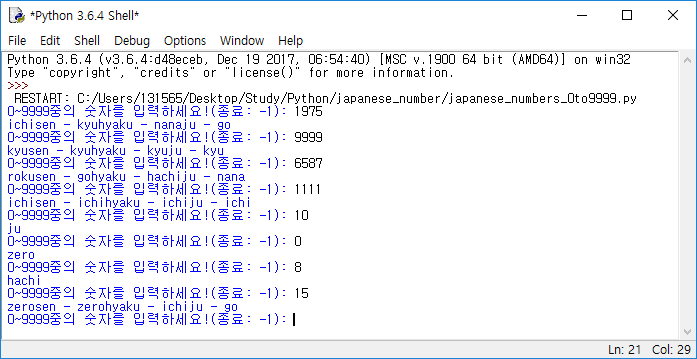 *Python 3.6.4 Shell*
File Edit Shell Debug Options Window Help
Python 3.6.4 (v3.6.4:d48eceb, Dec 19 2017, 06:54:40) [MSC v.1900 64 bit (AMD64)] on win32
Type "copyright", "credits" or "license()" for more information.
>>>
RESTART: C:/Users/131565/Desktop/Study/Python/japanese_number/japanese_numbers_0to9999.py
0~9999중의 숫자를 입력하세요!(종료: -1): 1975
ichisen - kyuhyaku - nanaju - go
0~9999중의 숫자를 입력하세요!(종료: -1): 9999
kyusen - kyuhyaku - kyuju - kyu
0~9999중의 숫자를 입력하세요!(종료: -1): 6587
rokusen - gohyaku - hachiju - nana
0~9999중의 숫자를 입력하세요!(종료: -1): 1111
ichisen - ichihyaku - ichiju - ichi
0~9999중의 숫자를 입력하세요!(종료: -1): 10
ju
0~9999중의 숫자를 입력하세요!(종료: -1): 0
zero
0~9999중의 숫자를 입력하세요!(종료: -1): 8
hachi
0~9999중의 숫자를 입력하세요!(종료: -1): 15
zerosen - zerohyaku - ichiju - go
0~9999중의 숫자를 입력하세요!(종료: -1):
Ln: 21 Col: 29